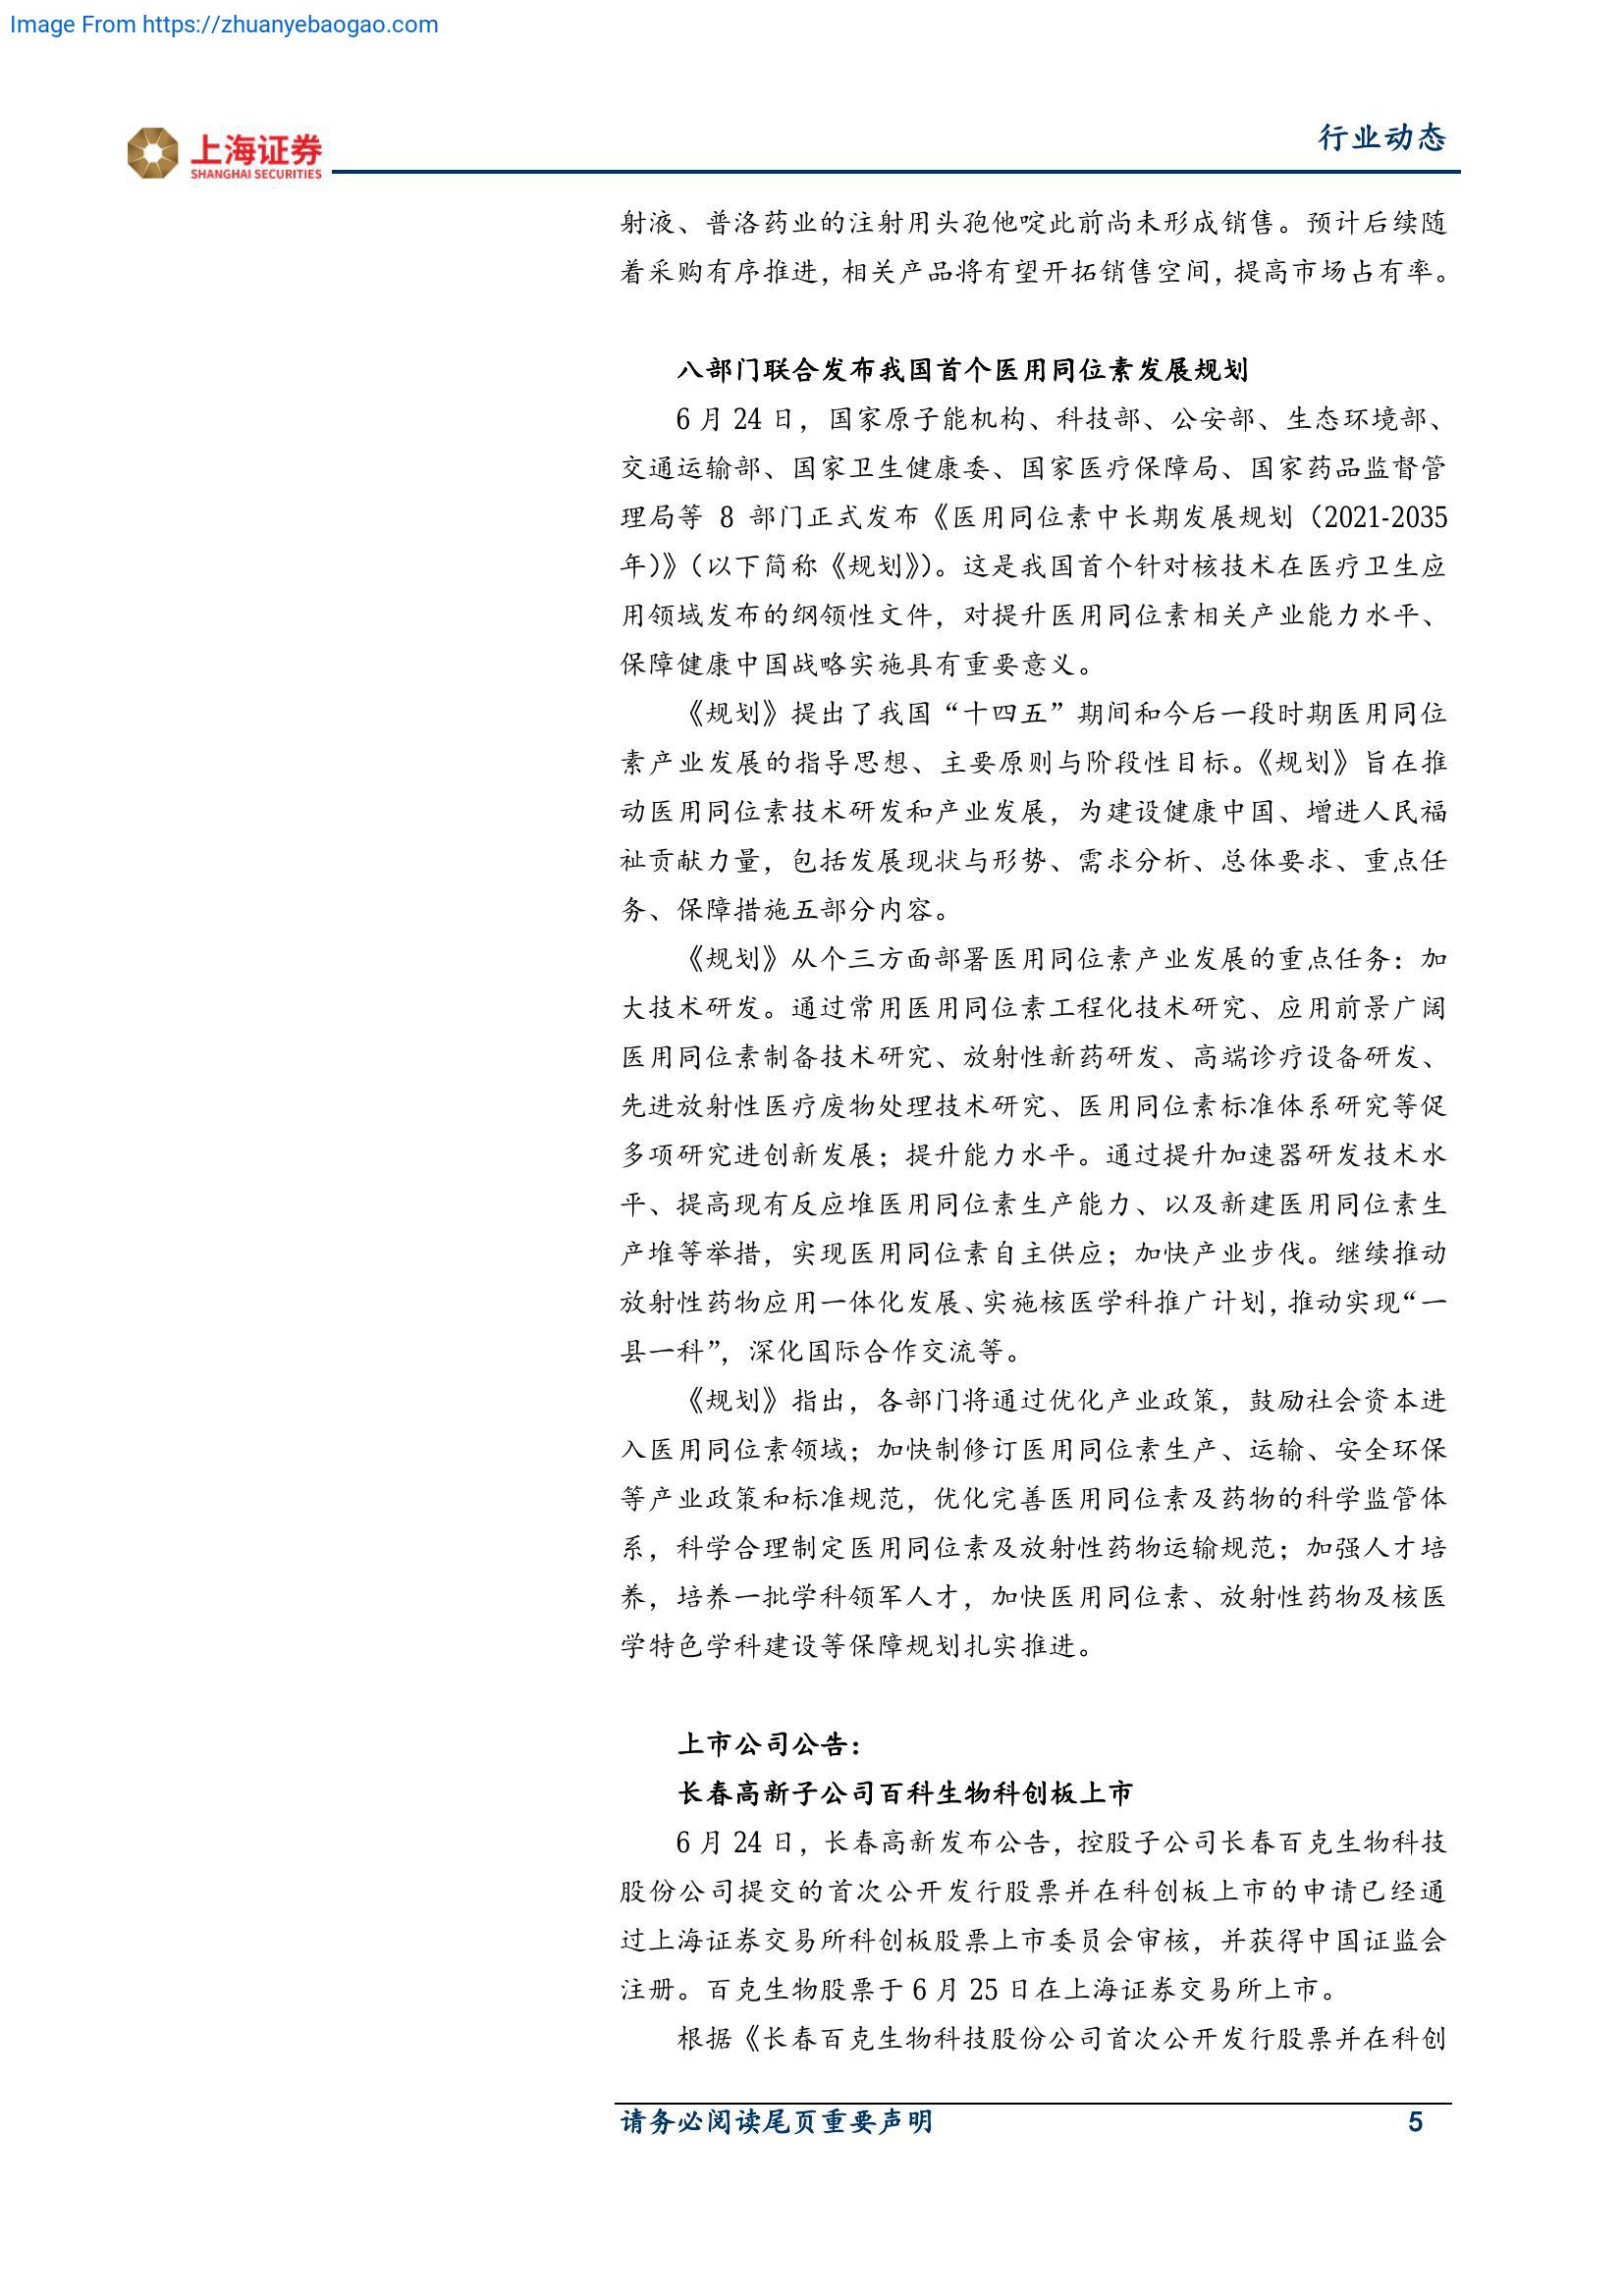 Image From https://zhuanyebaogao.com
上海证券
SHANGHAI SECURITIES
行业动态
射液、普洛药业的注射用头孢他啶此前尚未形成销售。预计后续随
着采购有序推进，相关产品将有望开拓销售空间，提高市场占有率。
八部门联合发布我国首个医用同位素发展规划
6 月 24 日，国家原子能机构、科技部、公安部、生态环境部、
交通运输部、国家卫生健康委、国家医疗保障局、国家药品监督管
理局等 8 部门正式发布《医用同位素中长期发展规划（2021-2035
年）》（以下简称《规划》）。这是我国首个针对核技术在医疗卫生应
用领域发布的纲领性文件，对提升医用同位素相关产业能力水平、
保障健康中国战略实施具有重要意义。
《规划》提出了我国“十四五”期间和今后一段时期医用同位
素产业发展的指导思想、主要原则与阶段性目标。《规划》旨在推
动医用同位素技术研发和产业发展，为建设健康中国、增进人民福
祉贡献力量，包括发展现状与形势、需求分析、总体要求、重点任
务、保障措施五部分内容。
《规划》从个三方面部署医用同位素产业发展的重点任务：加
大技术研发。通过常用医用同位素工程化技术研究、应用前景广阔
医用同位素制备技术研究、放射性新药研发、高端诊疗设备研发、
先进放射性医疗废物处理技术研究、医用同位素标准体系研究等促
多项研究进创新发展；提升能力水平。通过提升加速器研发技术水
平、提高现有反应堆医用同位素生产能力、以及新建医用同位素生
产堆等举措，实现医用同位素自主供应；加快产业步伐。继续推动
放射性药物应用一体化发展、实施核医学科推广计划，推动实现“一
县一科”，深化国际合作交流等。
《规划》指出，各部门将通过优化产业政策，鼓励社会资本进
入医用同位素领域；加快制修订医用同位素生产、运输、安全环保
等产业政策和标准规范，优化完善医用同位素及药物的科学监管体
系，科学合理制定医用同位素及放射性药物运输规范；加强人才培
养，培养一批学科领军人才，加快医用同位素、放射性药物及核医
学特色学科建设等保障规划扎实推进。
上市公司公告：
长春高新子公司百科生物科创板上市
6 月 24 日，长春高新发布公告，控股子公司长春百克生物科技
股份公司提交的首次公开发行股票并在科创板上市的申请已经通
过上海证券交易所科创板股票上市委员会审核，并获得中国证监会
注册。百克生物股票于 6 月 25 日在上海证券交易所上市。
根据《长春百克生物科技股份公司首次公开发行股票并在科创
请务必阅读尾页重要声明 5